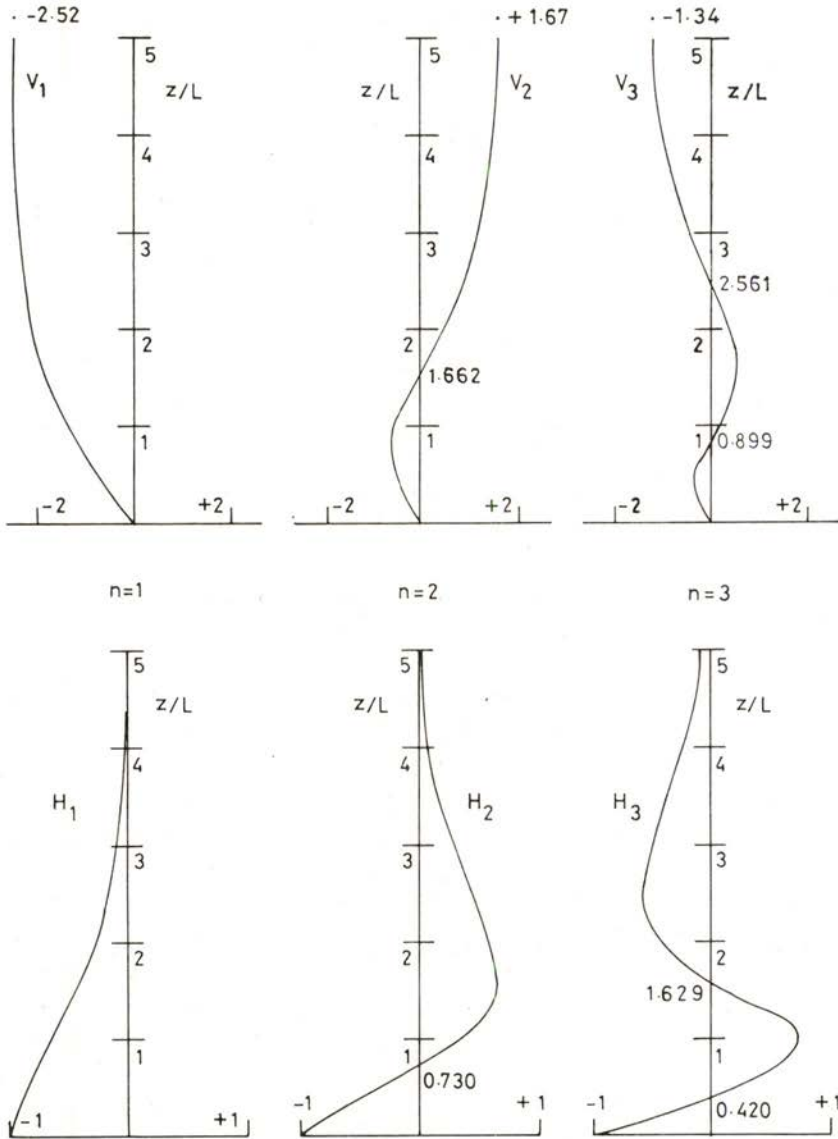 · -2·52 · +1·67 · -1·34
5 5 5
V1 z/L z/L V2 V3 z/L
4 4 4
3 3 3
2·561
2 2 2
1·662
1 1 1 0·899
-2 +2 -2 +2 -2 +2
n=1 n=2 n=3
5 5 5
z/L z/L z/L
4 4 4
H1 H2 H3
3 3 3
2 2 2
1·629
1 1 1
0·730
-1 +1 -1 +1 -1 0·420 +1